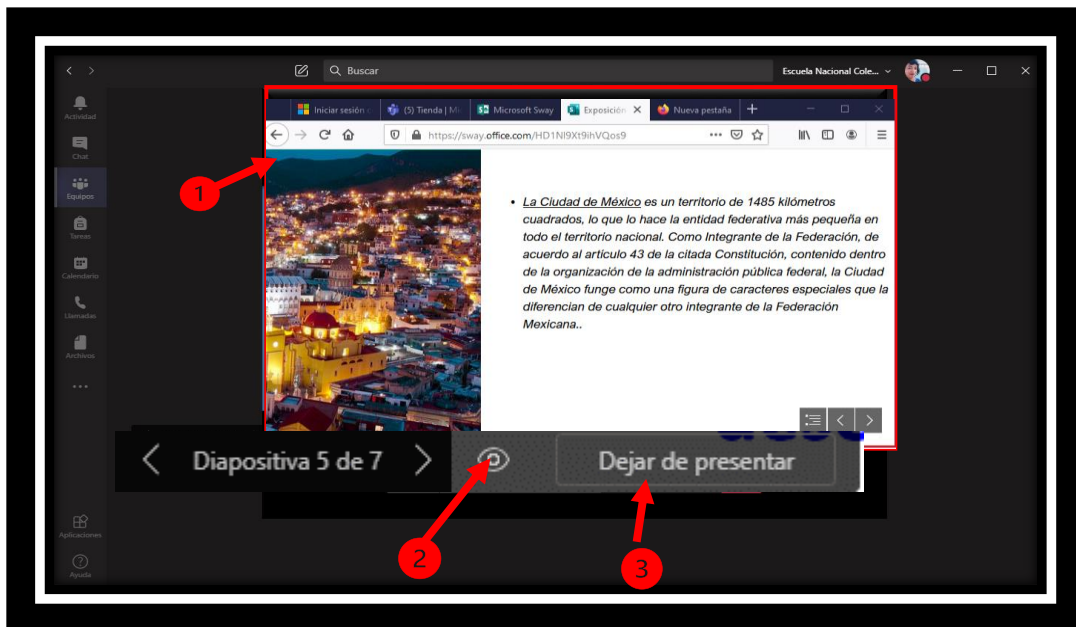 Buscar
Escuela Nacional Cole...
Actividad
Chat
Equipos
Tareas
Calendario
Llamadas
Archivos
Aplicaciones
Ayuda
Iniciar sesión
(5) Tienda | Mi
Microsoft Sway
Exposición
Nueva pestaña
https://sway.office.com/HD1NI9Xt9ihVQos9
1
• La Ciudad de México es un territorio de 1485 kilómetros
cuadrados, lo que lo hace la entidad federativa más pequeña en
todo el territorio nacional. Como Integrante de la Federación, de
acuerdo al artículo 43 de la citada Constitución, contenido dentro
de la organización de la administración pública federal, la Ciudad
de México funge como una figura de caracteres especiales que la
diferencian de cualquier otro integrante de la Federación
Mexicana..
Diapositiva 5 de 7
Dejar de presentar
2
3